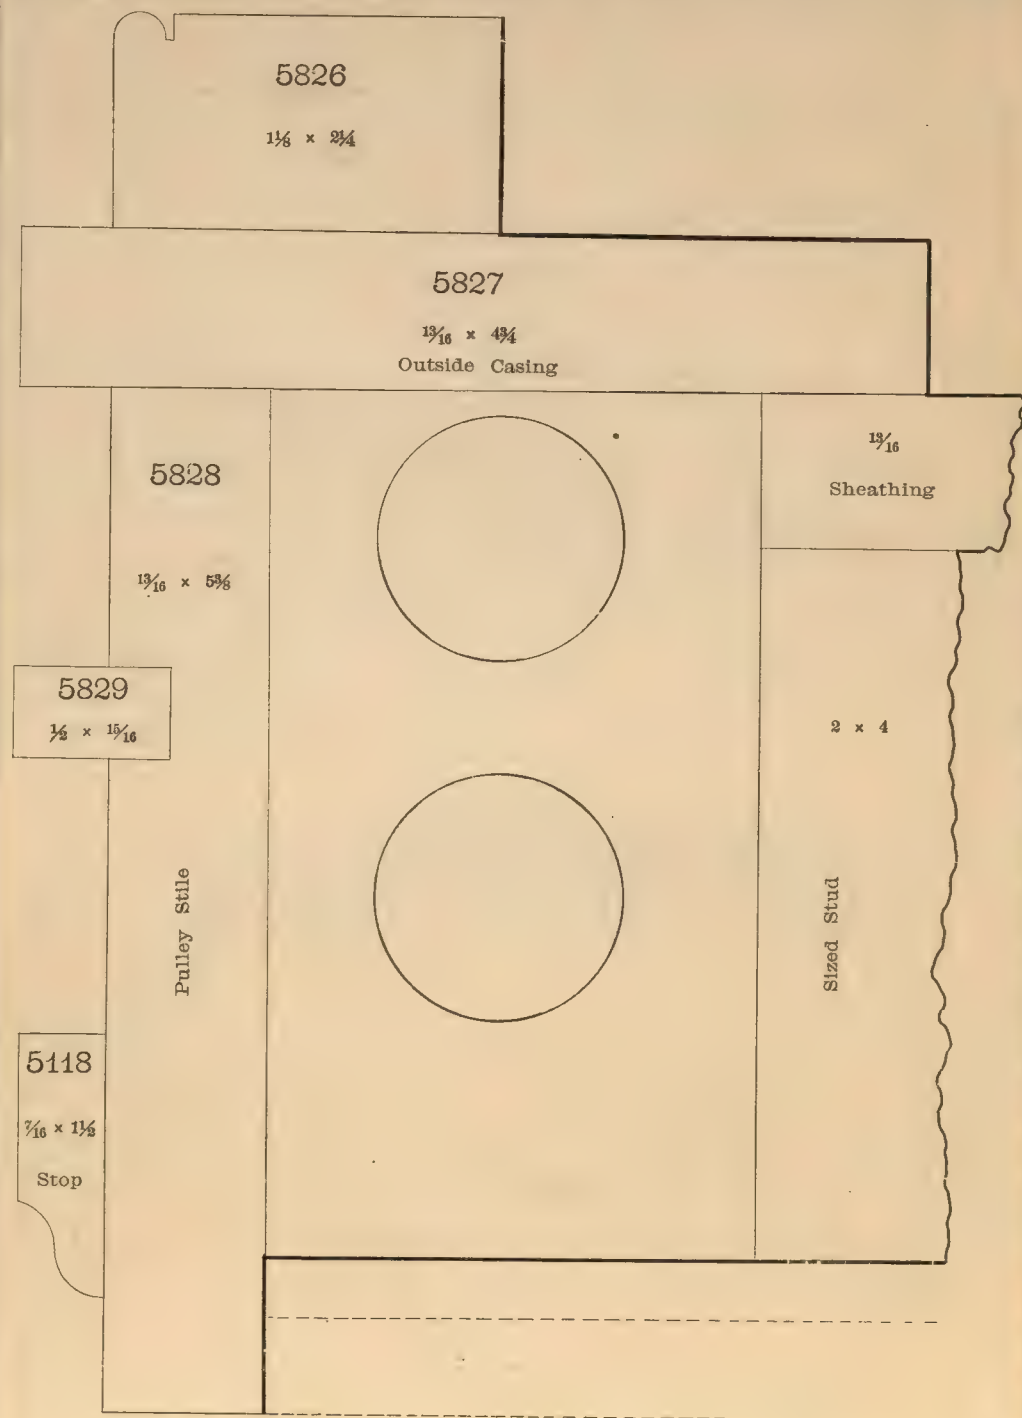 5826
1⅛ × 2¼
5827
13/16 × 4¾
Outside Casing
13/16
Sheathing
5828
13/16 × 5⅜
5829
½ × 15/16
2 × 4
Pulley Stile
Sized Stud
5118
7/16 × 1½
Stop